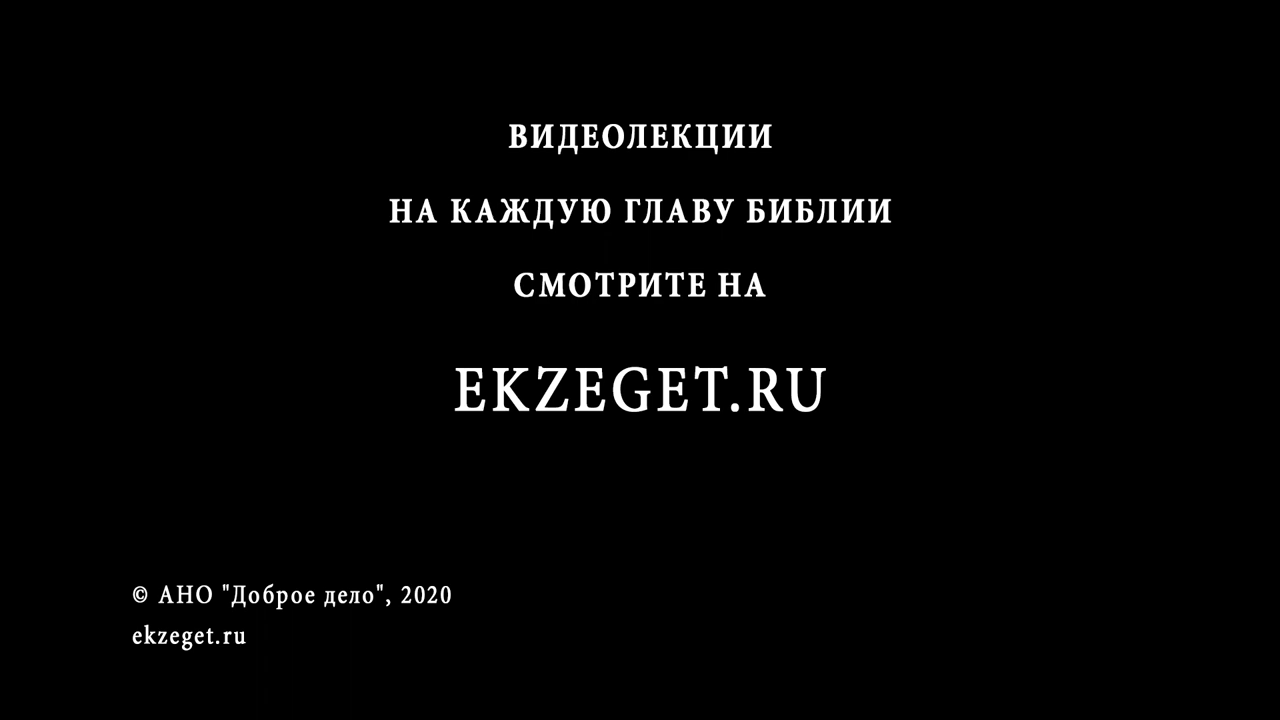 ВИДЕОЛЕКЦИИ
НА КАЖДУЮ ГЛАВУ БИБЛИИ
СМОТРИТЕ НА
EKZEGET.RU
© АНО "Доброе дело", 2020
ekzeget.ru